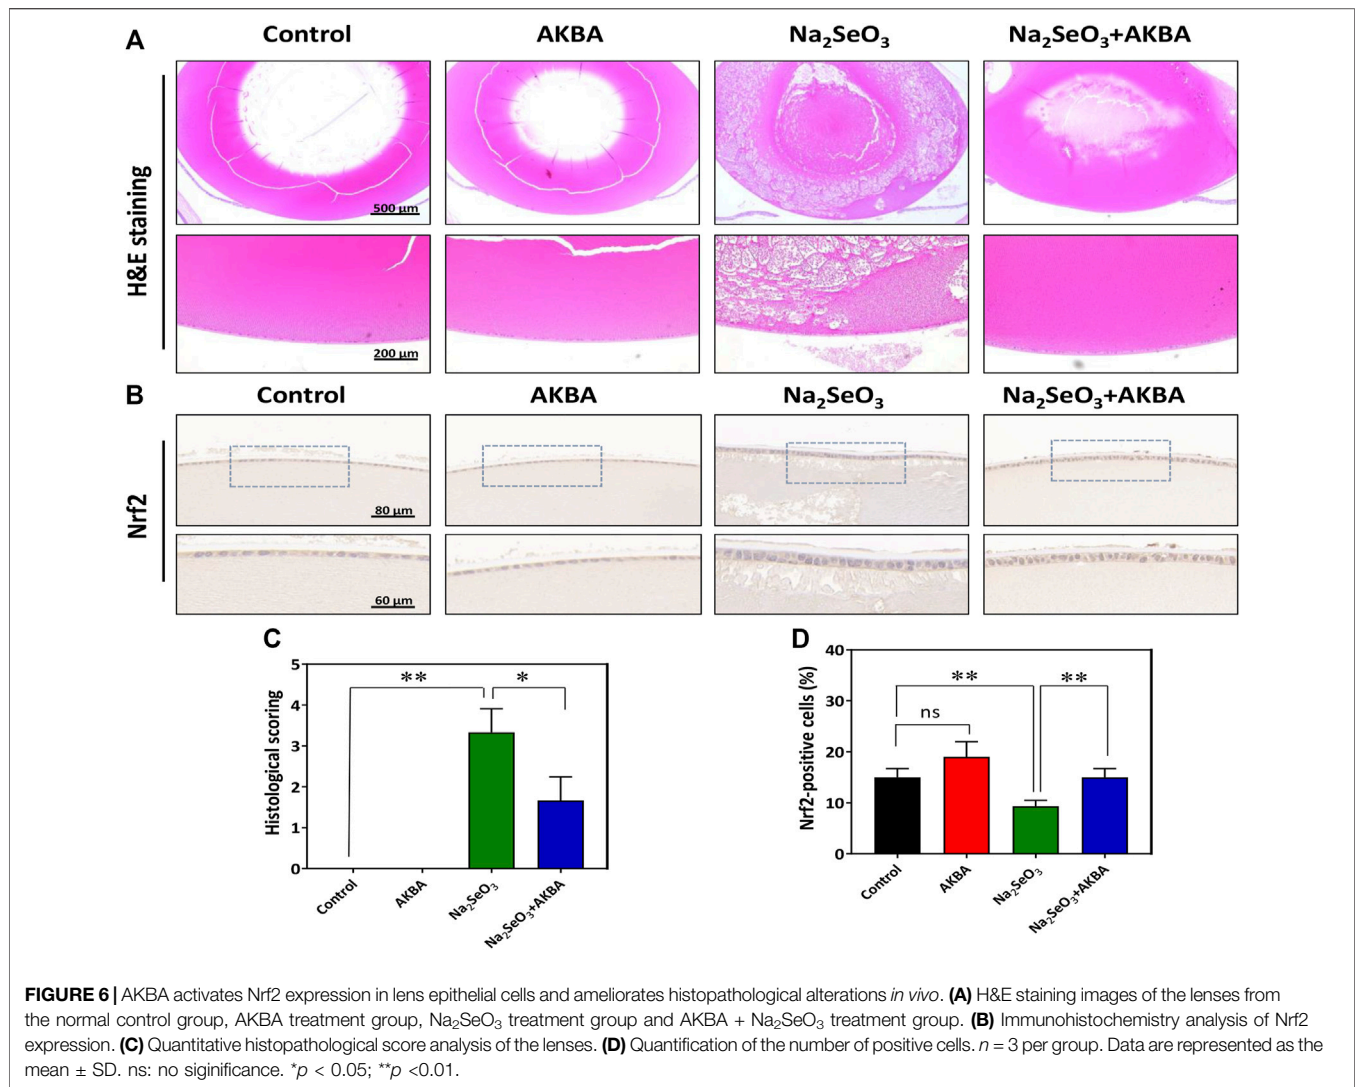 A Control AKBA Na₂SeO₃ Na₂SeO₃+AKBA
H&E staining
500 µm
200 µm
B Control AKBA Na₂SeO₃ Na₂SeO₃+AKBA
Nrf2
80 µm
60 µm
C
Histological scoring
5
4
3
2
1
0
** *
Control AKBA Na₂SeO₃ Na₂SeO₃+AKBA
D
Nrf2-positive cells (%)
40
30
20
10
0
** **
ns
Control AKBA Na₂SeO₃ Na₂SeO₃+AKBA
FIGURE 6 | AKBA activates Nrf2 expression in lens epithelial cells and ameliorates histopathological alterations in vivo. (A) H&E staining images of the lenses from
the normal control group, AKBA treatment group, Na₂SeO₃ treatment group and AKBA + Na₂SeO₃ treatment group. (B) Immunohistochemistry analysis of Nrf2
expression. (C) Quantitative histopathological score analysis of the lenses. (D) Quantification of the number of positive cells. n = 3 per group. Data are represented as the
mean ± SD. ns: no siginificance. *p < 0.05; **p <0.01.